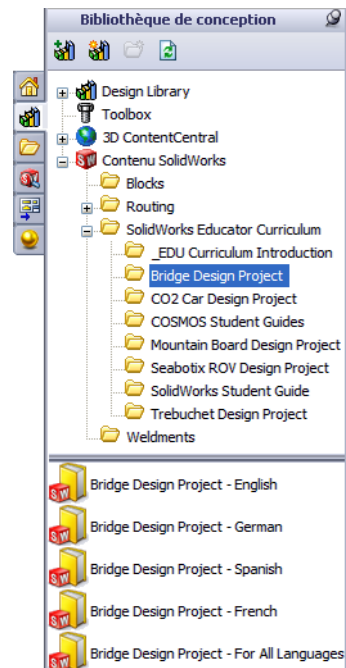 Bibliothèque de conception
Design Library
Toolbox
3D ContentCentral
Contenu SolidWorks
Blocks
Routing
SolidWorks Educator Curriculum
_EDU Curriculum Introduction
Bridge Design Project
CO2 Car Design Project
COSMOS Student Guides
Mountain Board Design Project
Seabotix ROV Design Project
SolidWorks Student Guide
Trebuchet Design Project
Weldments
Bridge Design Project - English
Bridge Design Project - German
Bridge Design Project - Spanish
Bridge Design Project - French
Bridge Design Project - For All Languages